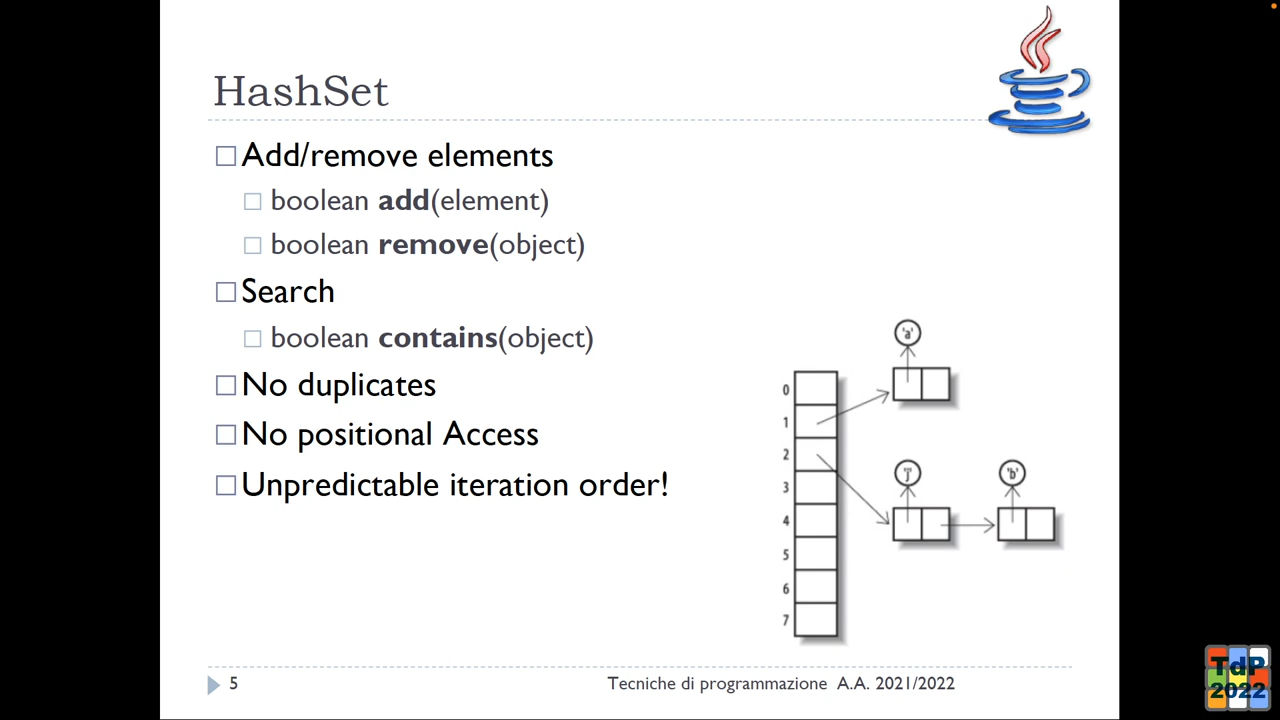 HashSet
Add/remove elements
boolean add(element)
boolean remove(object)
Search
boolean contains(object)
No duplicates
No positional Access
Unpredictable iteration order!
'a'
0
1
2
3
4
5
6
7
'j'
'b'
5
Tecniche di programmazione A.A. 2021/2022
TdP
2022